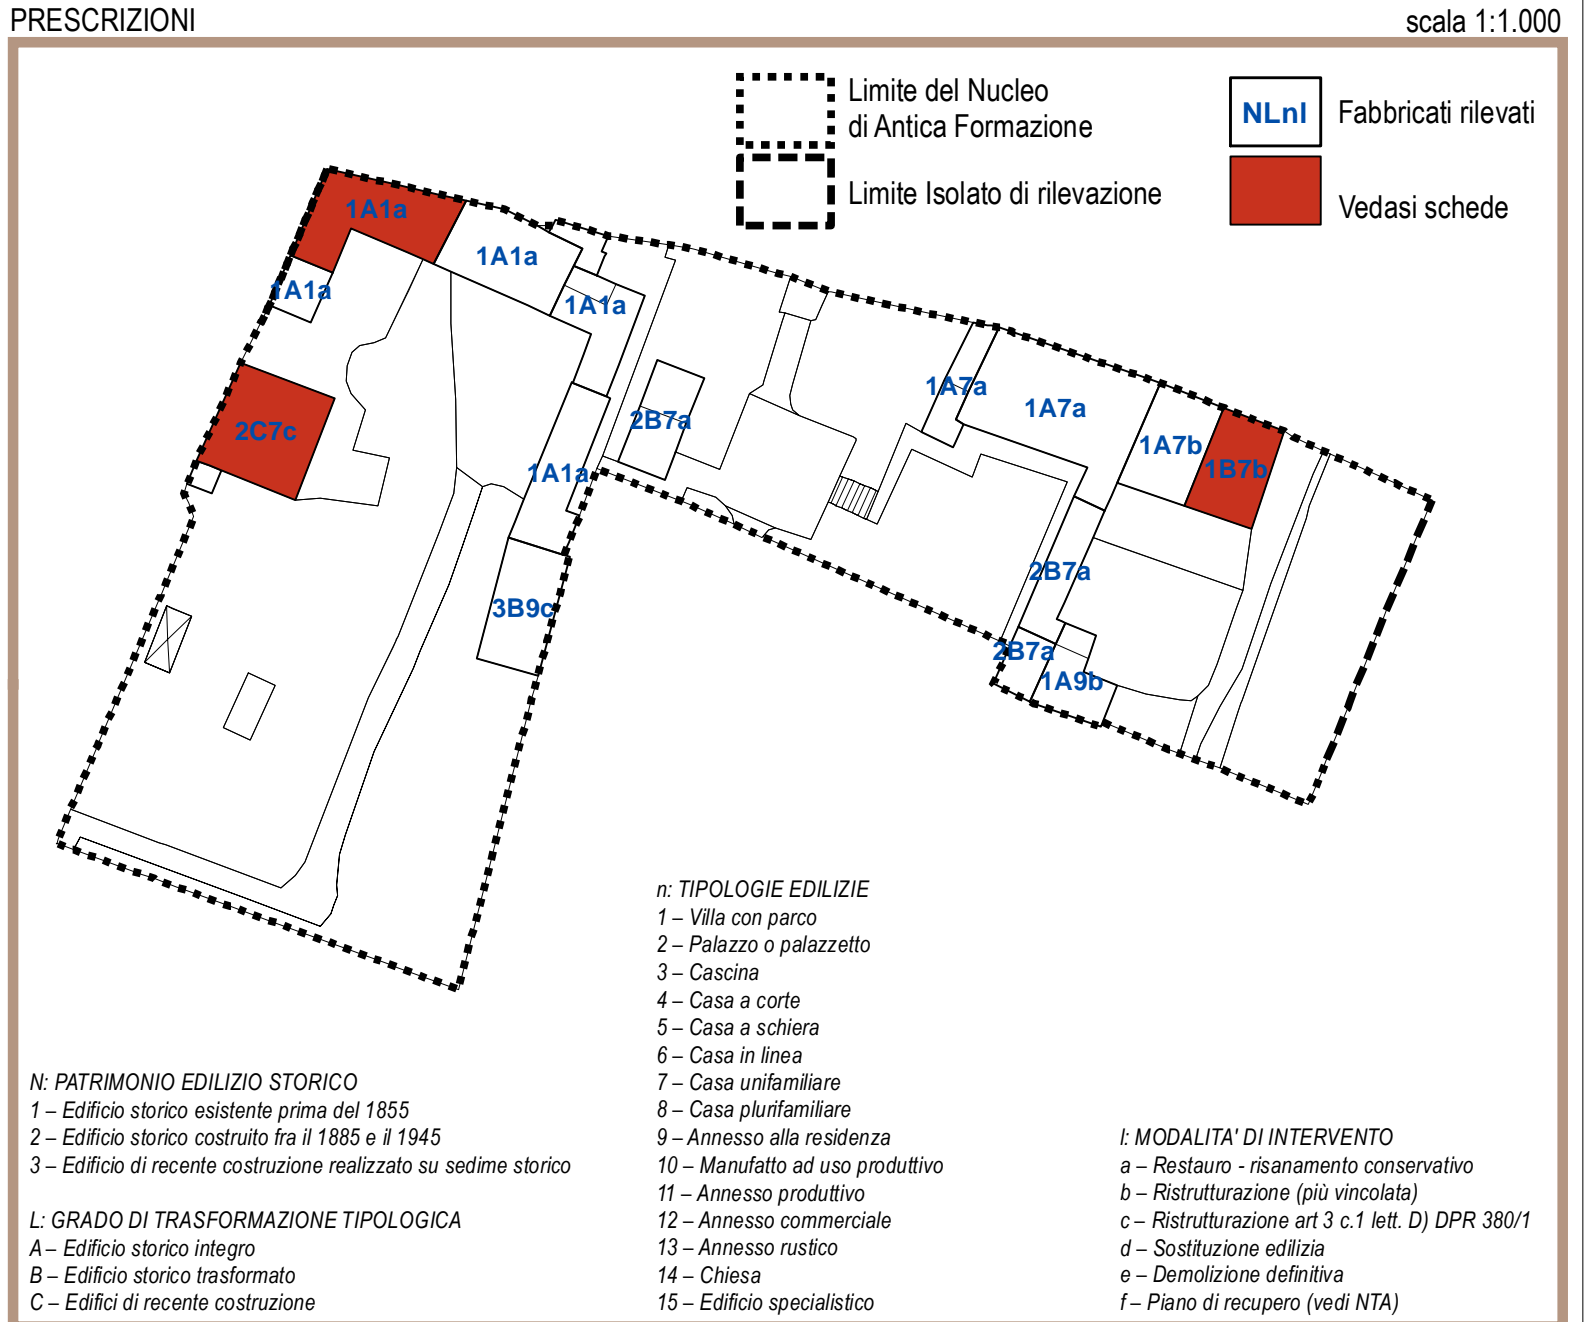 PRESCRIZIONI
scala 1:1.000
Limite del Nucleo
di Antica Formazione
Limite Isolato di rilevazione
NLnI
Fabbricati rilevati
Vedasi schede
1A1a
1A1a
1A1a
1A1a
2C7c
2B7a
1A1a
3B9c
1A7a
1A7a
1A7b
1B7b
2B7a
2B7a
1A9b
n: TIPOLOGIE EDILIZIE
1 – Villa con parco
2 – Palazzo o palazzetto
3 – Cascina
4 – Casa a corte
5 – Casa a schiera
6 – Casa in linea
7 – Casa unifamiliare
8 – Casa plurifamiliare
9 – Annesso alla residenza
10 – Manufatto ad uso produttivo
11 – Annesso produttivo
12 – Annesso commerciale
13 – Annesso rustico
14 – Chiesa
15 – Edificio specialistico
N: PATRIMONIO EDILIZIO STORICO
1 – Edificio storico esistente prima del 1855
2 – Edificio storico costruito fra il 1885 e il 1945
3 – Edificio di recente costruzione realizzato su sedime storico
L: GRADO DI TRASFORMAZIONE TIPOLOGICA
A – Edificio storico integro
B – Edificio storico trasformato
C – Edifici di recente costruzione
I: MODALITA' DI INTERVENTO
a – Restauro - risanamento conservativo
b – Ristrutturazione (più vincolata)
c – Ristrutturazione art 3 c.1 lett. D) DPR 380/1
d – Sostituzione edilizia
e – Demolizione definitiva
f – Piano di recupero (vedi NTA)